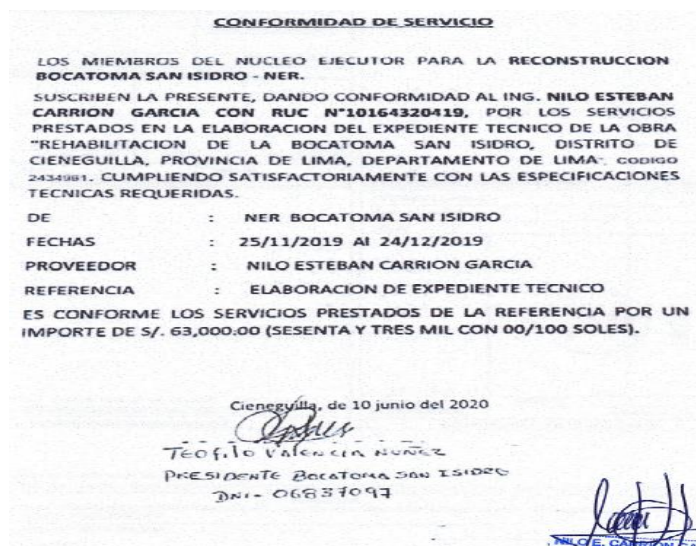 CONFORMIDAD DE SERVICIO
LOS MIEMBROS DEL NUCLEO EJECUTOR PARA LA RECONSTRUCCION
BOCATOMA SAN ISIDRO - NER.
SUSCRIBEN LA PRESENTE, DANDO CONFORMIDAD AL ING. NILO ESTEBAN
CARRION GARCIA CON RUC N°10164320419, POR LOS SERVICIOS
PRESTADOS EN LA ELABORACION DEL EXPEDIENTE TECNICO DE LA OBRA
"REHABILITACION DE LA BOCATOMA SAN ISIDRO, DISTRITO DE
CIENEGUILLA, PROVINCIA DE LIMA, DEPARTAMENTO DE LIMA". CODIGO
2434981. CUMPLIENDO SATISFACTORIAMENTE CON LAS ESPECIFICACIONES
TECNICAS REQUERIDAS.
DE : NER BOCATOMA SAN ISIDRO
FECHAS : 25/11/2019 Al 24/12/2019
PROVEEDOR : NILO ESTEBAN CARRION GARCIA
REFERENCIA : ELABORACION DE EXPEDIENTE TECNICO
ES CONFORME LOS SERVICIOS PRESTADOS DE LA REFERENCIA POR UN
IMPORTE DE S/. 63,000.00 (SESENTA Y TRES MIL CON 00/100 SOLES).
Cieneguilla, de 10 junio del 2020
TEOFILO VALENCIA NUÑEZ
PRESIDENTE BOCATOMA SAN ISIDRO
DNI- 06837097
NILO E. CARRION